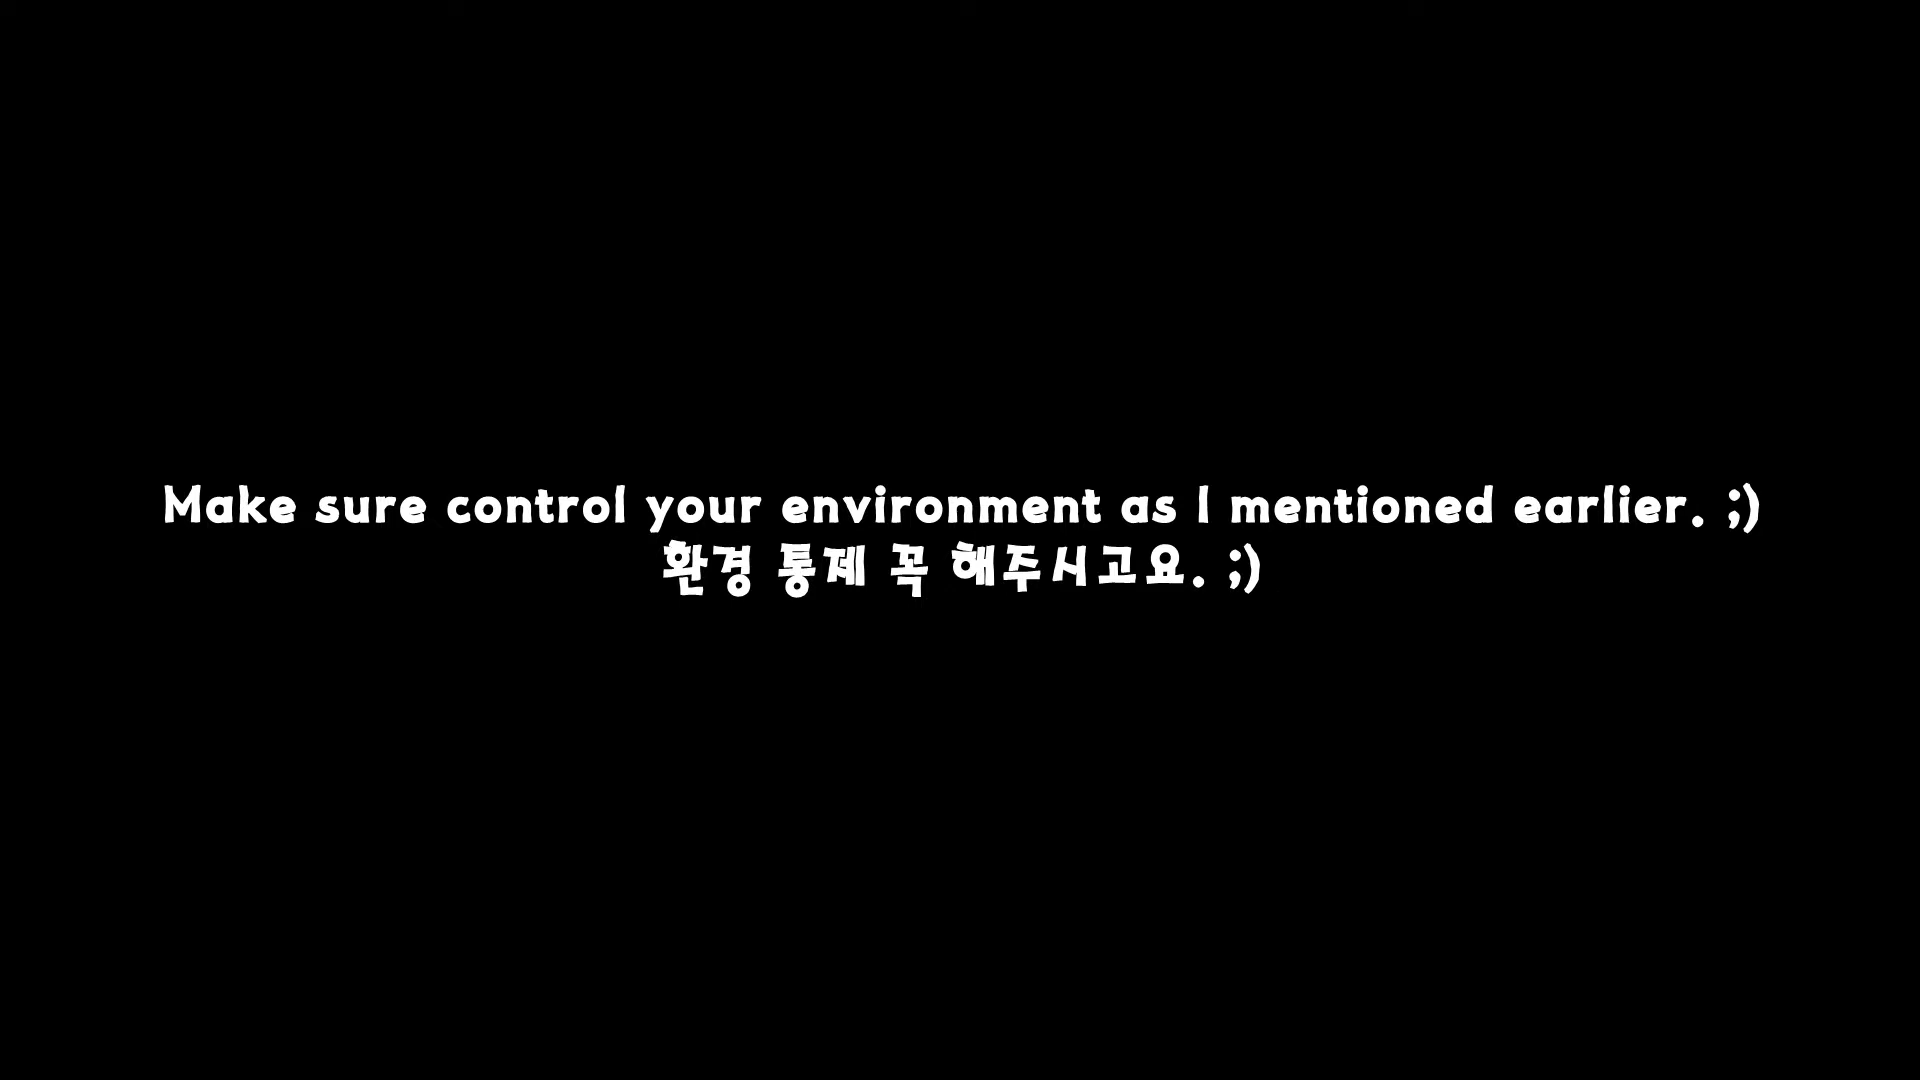 Make sure control your environment as I mentioned earlier. ;)
환경 통제 꼭 해주시고요. ;)